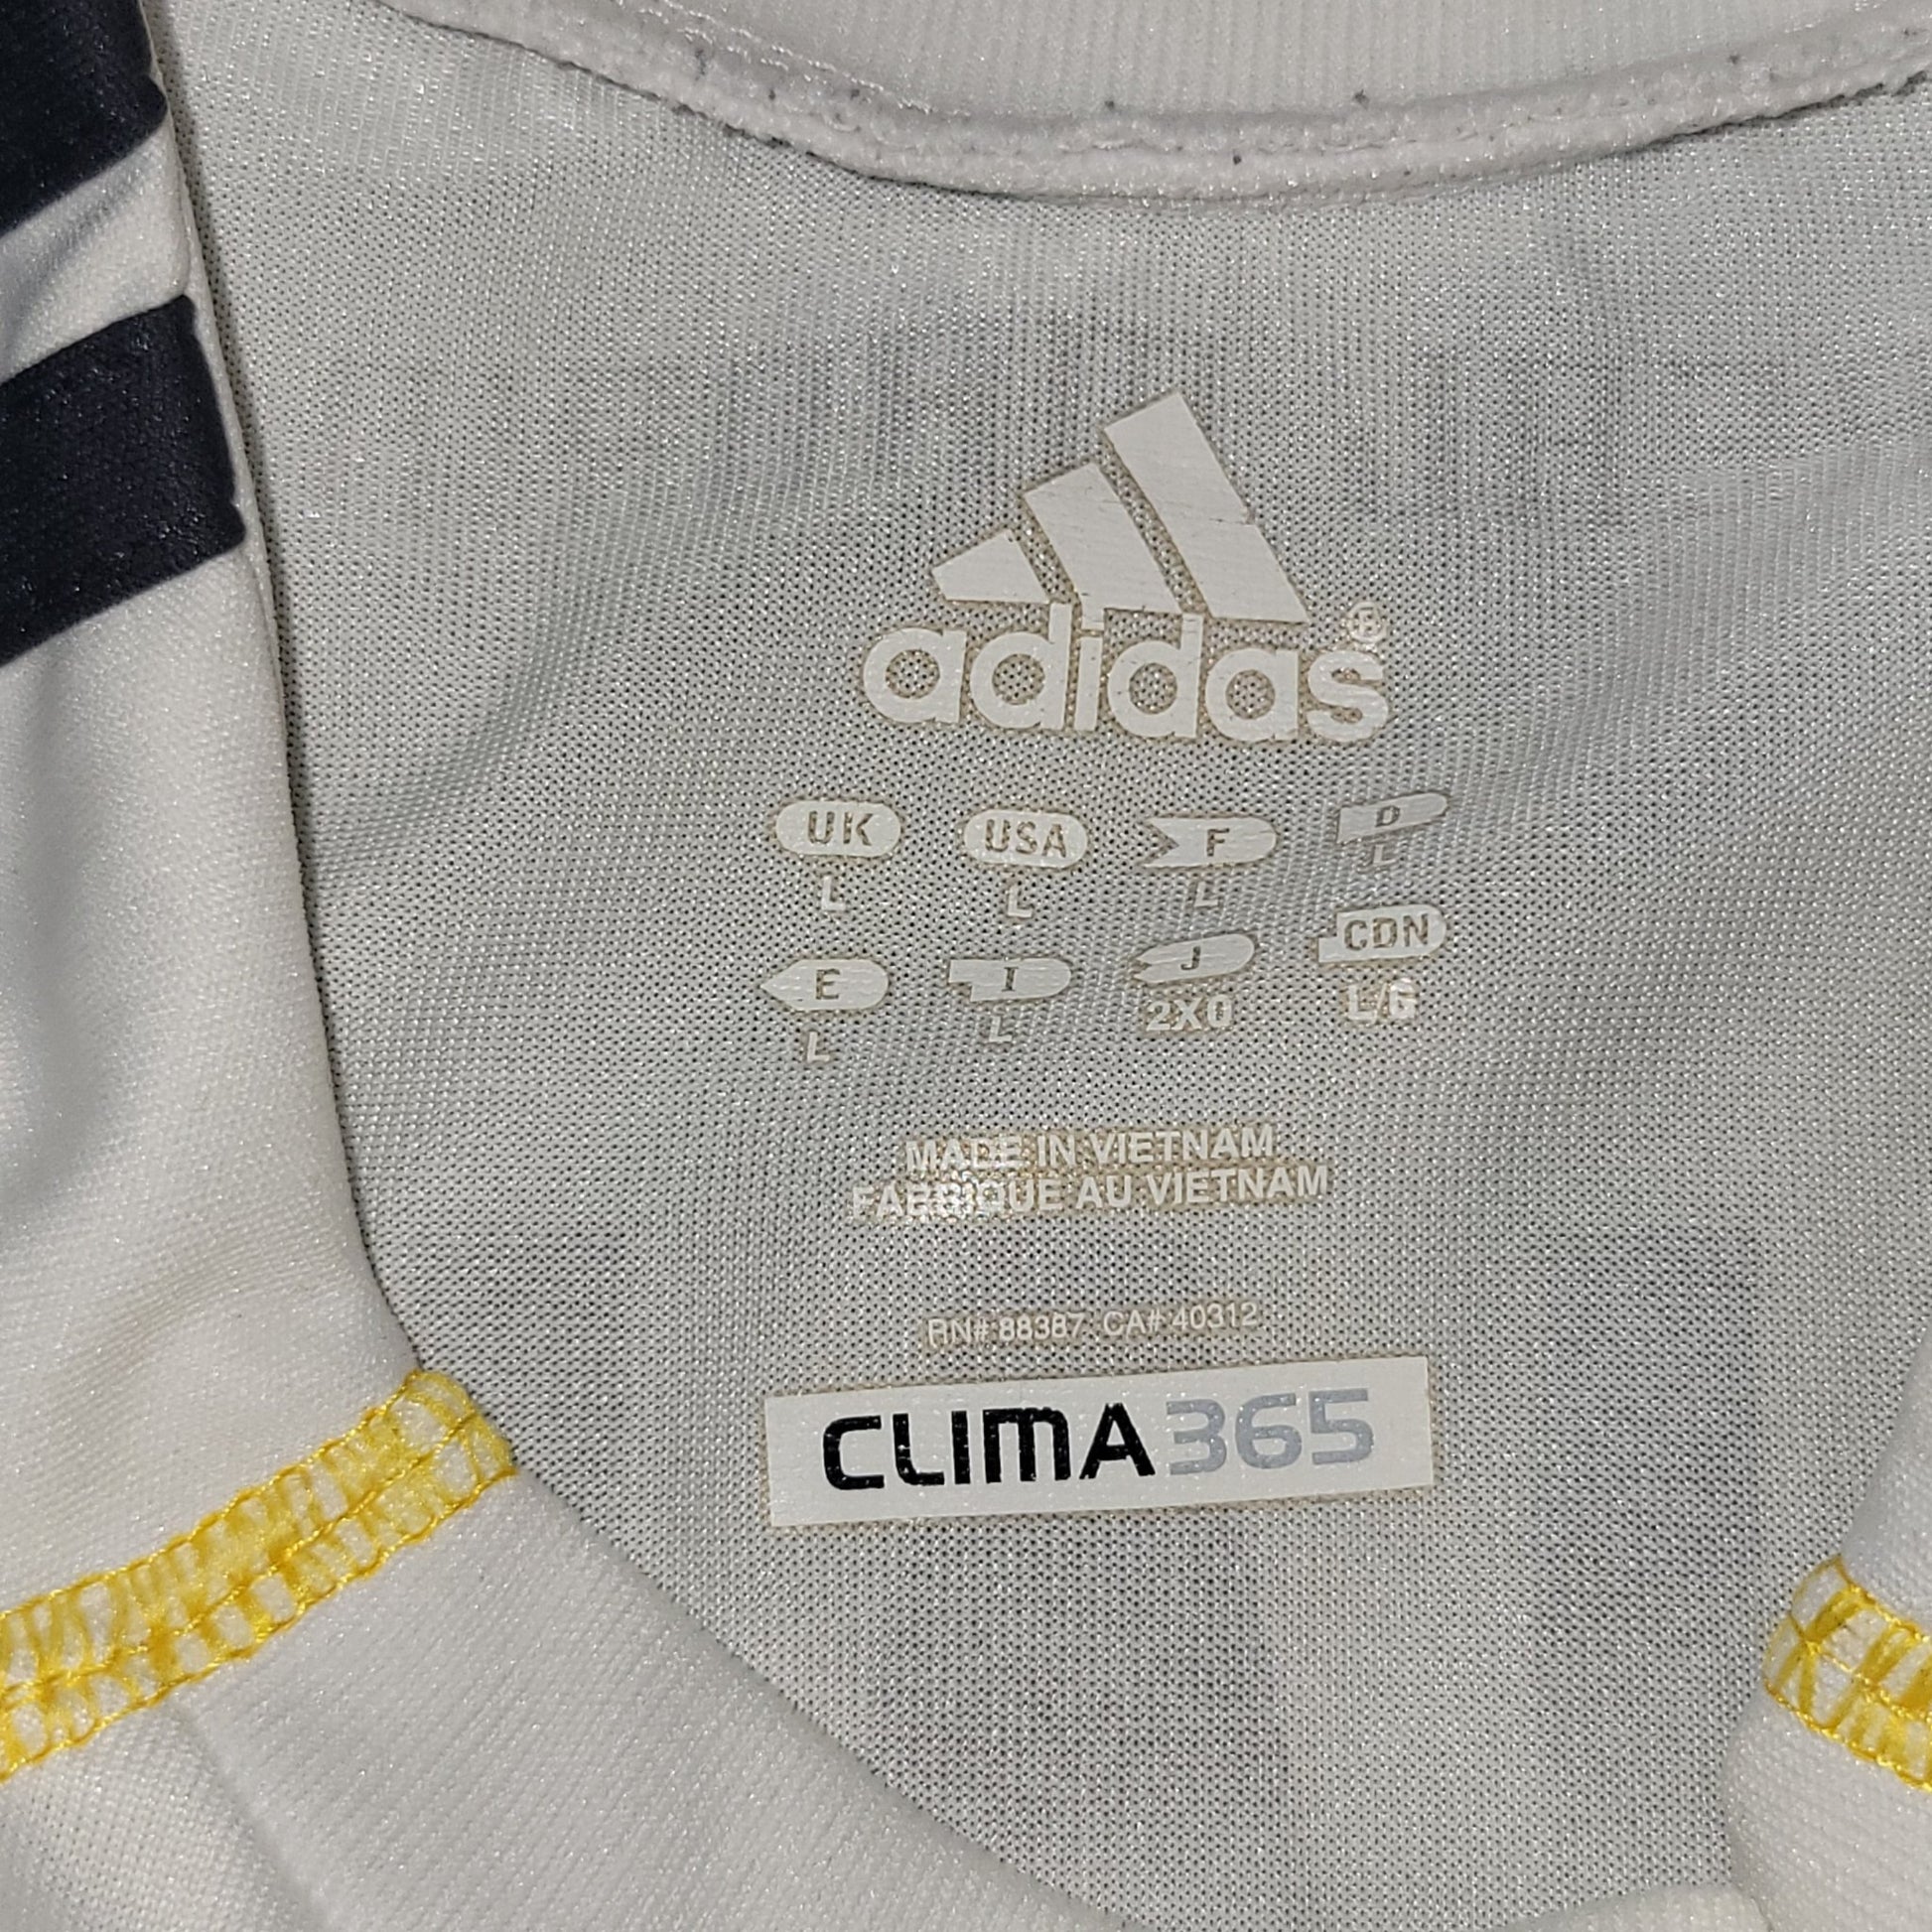 adidas®
UK USA F D
L L L L
E I J CDN
L L 2XO L/G
MADE IN VIETNAM
FABRIQUE AU VIETNAM
RN# 88387 CA# 40312
CLIMA365